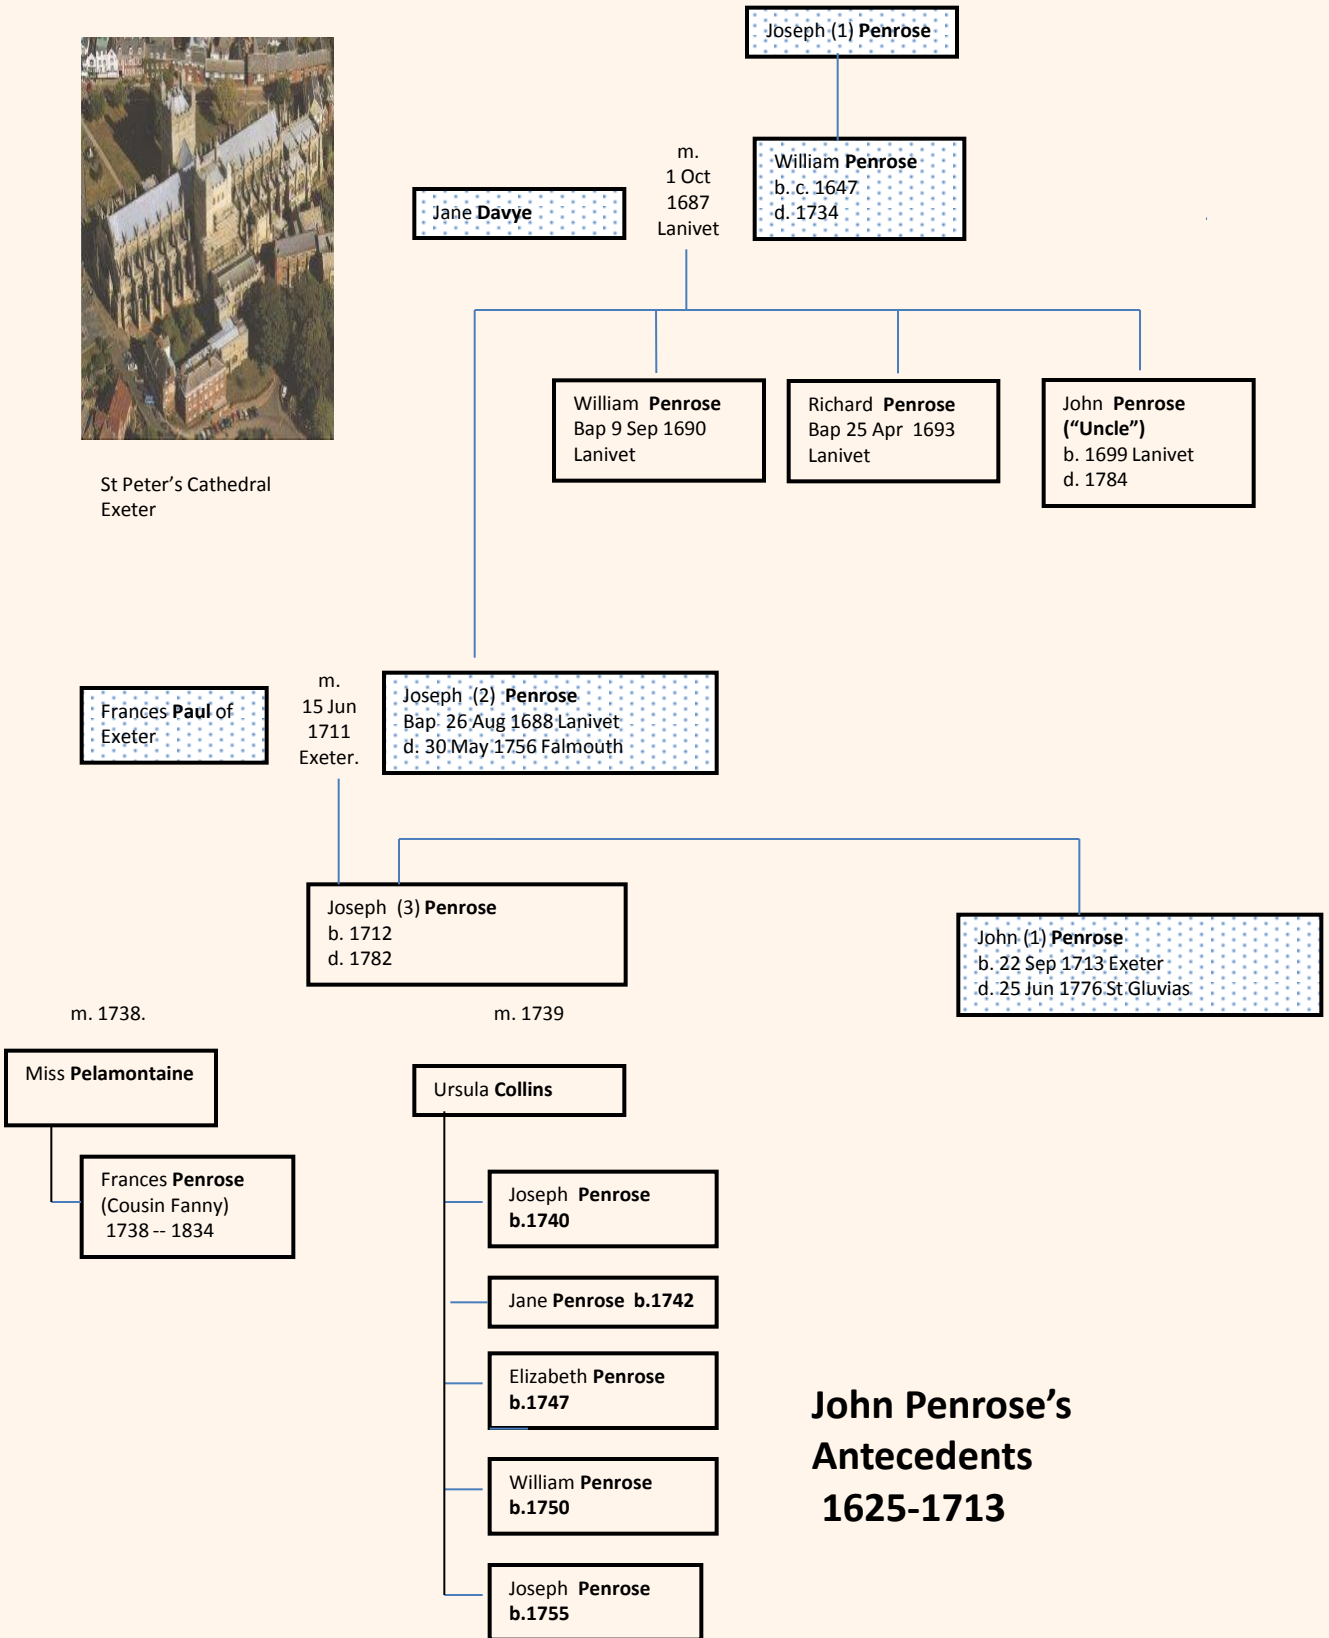 Joseph (1) Penrose
m.
1 Oct
1687
Lanivet
William Penrose
b. c. 1647
d. 1734
Jane Davye
William Penrose
Bap 9 Sep 1690
Lanivet
Richard Penrose
Bap 25 Apr 1693
Lanivet
John Penrose
(“Uncle”)
b. 1699 Lanivet
d. 1784
St Peter’s Cathedral
Exeter
Frances Paul of
Exeter
m.
15 Jun
1711
Exeter.
Joseph (2) Penrose
Bap 26 Aug 1688 Lanivet
d. 30 May 1756 Falmouth
Joseph (3) Penrose
b. 1712
d. 1782
John (1) Penrose
b. 22 Sep 1713 Exeter
d. 25 Jun 1776 St Gluvias
m. 1738.
m. 1739
Miss Pelamontaine
Ursula Collins
Frances Penrose
(Cousin Fanny)
1738 -- 1834
Joseph Penrose
b.1740
Jane Penrose b.1742
Elizabeth Penrose
b.1747
William Penrose
b.1750
Joseph Penrose
b.1755
John Penrose’s
Antecedents
1625-1713